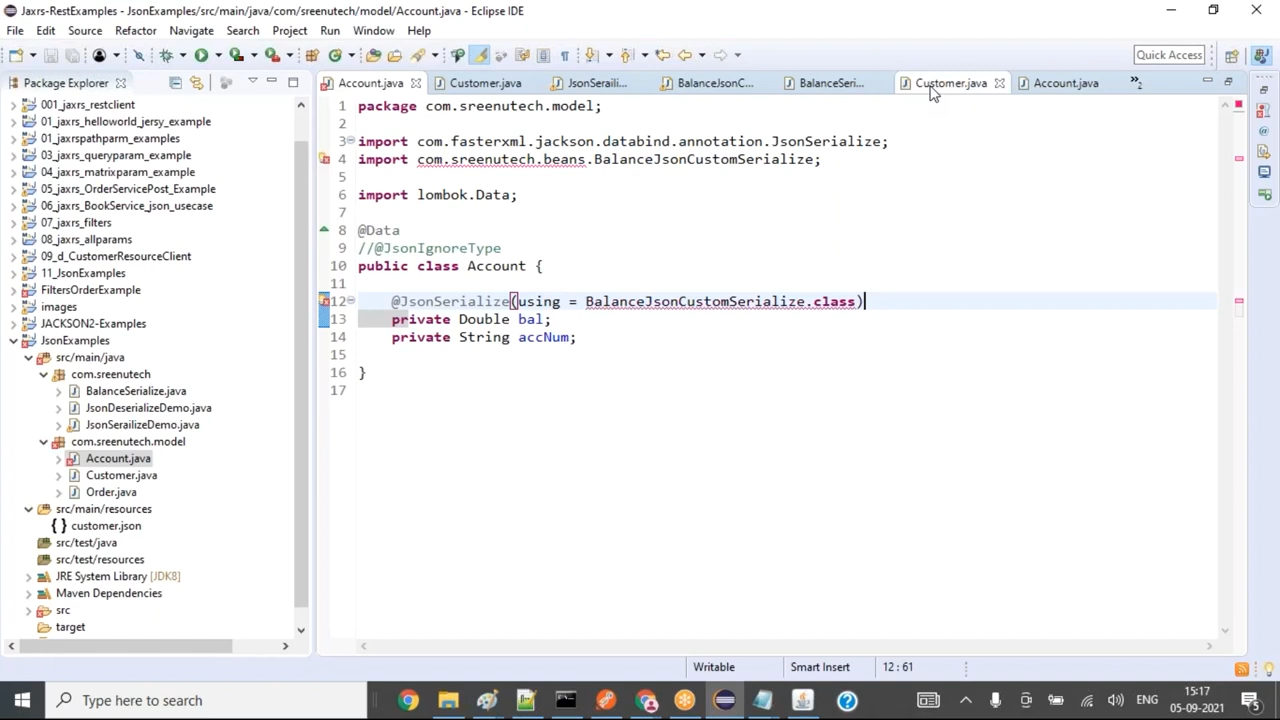 Jaxrs-RestExamples - JsonExamples/src/main/java/com/sreenutech/model/Account.java - Eclipse IDE
File Edit Source Refactor Navigate Search Project Run Window Help
Quick Access
Package Explorer
Account.java Customer.java JsonSeraili... BalanceJsonC... BalanceSeri... Customer.java Account.java »2
001_jaxrs_restclient
01_jaxrs_helloworld_jersy_example
01_jaxrspathparm_examples
03_jaxrs_queryparam_example
04_jaxrs_matrixparam_example
05_jaxrs_OrderServicePost_Example
06_jaxrs_BookService_json_usecase
07_jaxrs_filters
08_jaxrs_allparams
09_d_CustomerResourceClient
11_JsonExamples
FiltersOrderExample
images
JACKSON2-Examples
JsonExamples
src/main/java
com.sreenutech
BalanceSerialize.java
JsonDeserializeDemo.java
JsonSerailizeDemo.java
com.sreenutech.model
Account.java
Customer.java
Order.java
src/main/resources
customer.json
src/test/java
src/test/resources
JRE System Library [JDK8]
Maven Dependencies
src
target
1 package com.sreenutech.model;
2
3 import com.fasterxml.jackson.databind.annotation.JsonSerialize;
4 import com.sreenutech.beans.BalanceJsonCustomSerialize;
5
6 import lombok.Data;
7
8 @Data
9 //@JsonIgnoreType
10 public class Account {
11
12 @JsonSerialize(using = BalanceJsonCustomSerialize.class)
13 private Double bal;
14 private String accNum;
15
16 }
17
Writable Smart Insert 12 : 61
Type here to search
ENG
15:17
05-09-2021
5